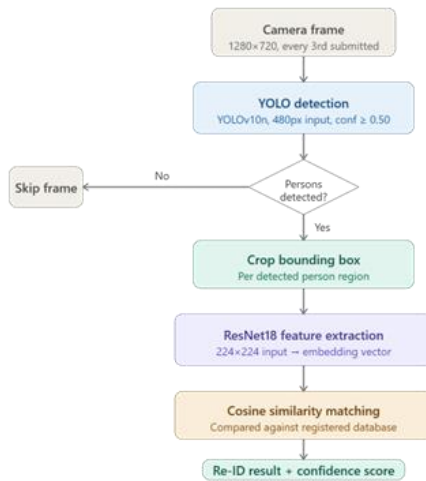 Camera frame
1280×720, every 3rd submitted
YOLO detection
YOLOv10n, 480px input, conf ≥ 0.50
Persons
detected?
No
Skip frame
Yes
Crop bounding box
Per detected person region
ResNet18 feature extraction
224×224 input → embedding vector
Cosine similarity matching
Compared against registered database
Re-ID result + confidence score